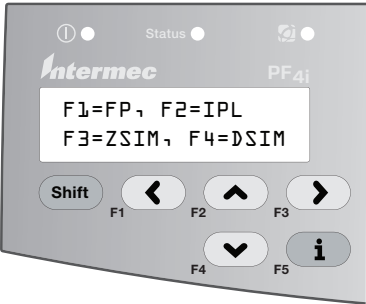 Status
Intermec
PF4i
F1=FP, F2=IPL
F3=ZSIM, F4=DSIM
Shift
F1
F2
F3
F4
F5
i